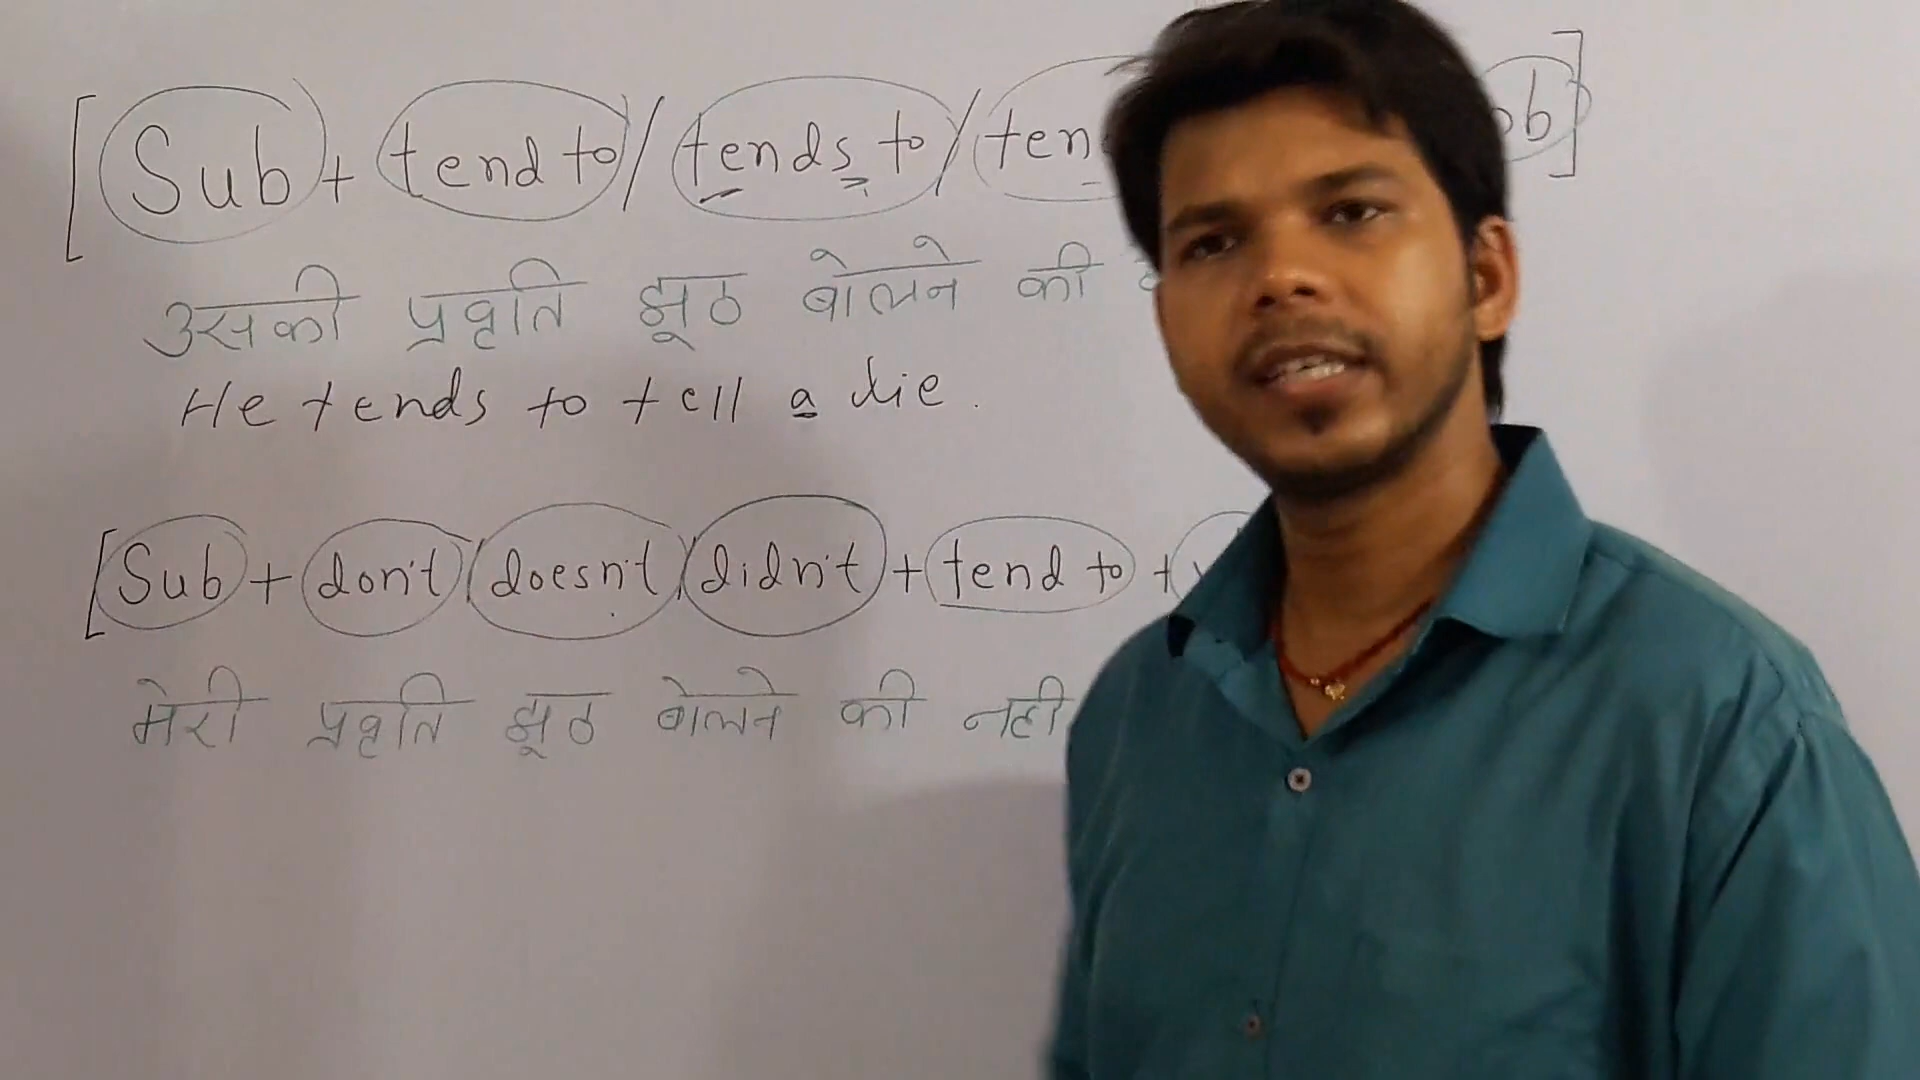 [Sub + tend to / tends to / ten ob]
उसकी प्रवृति झूठ बोलने की
He tends to tell a lie.
[Sub + don't / doesn't / didn't + tend to +
मेरी प्रवृति झूठ बोलने की नही